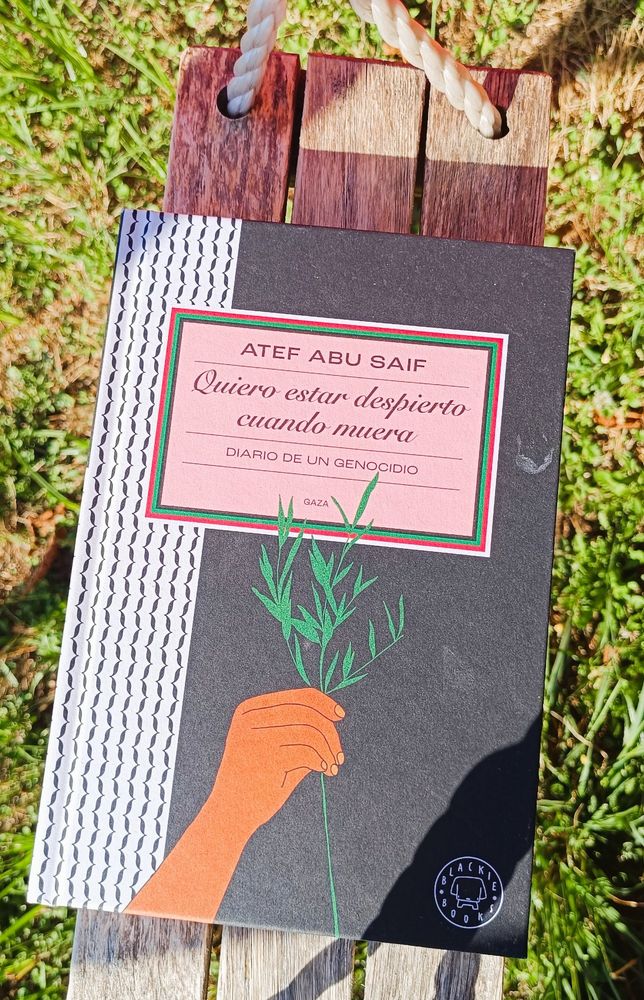 ATEF ABU SAIF
Quiero estar despierto
cuando muera
DIARIO DE UN GENOCIDIO
GAZA
BLACKIE
BOOKS